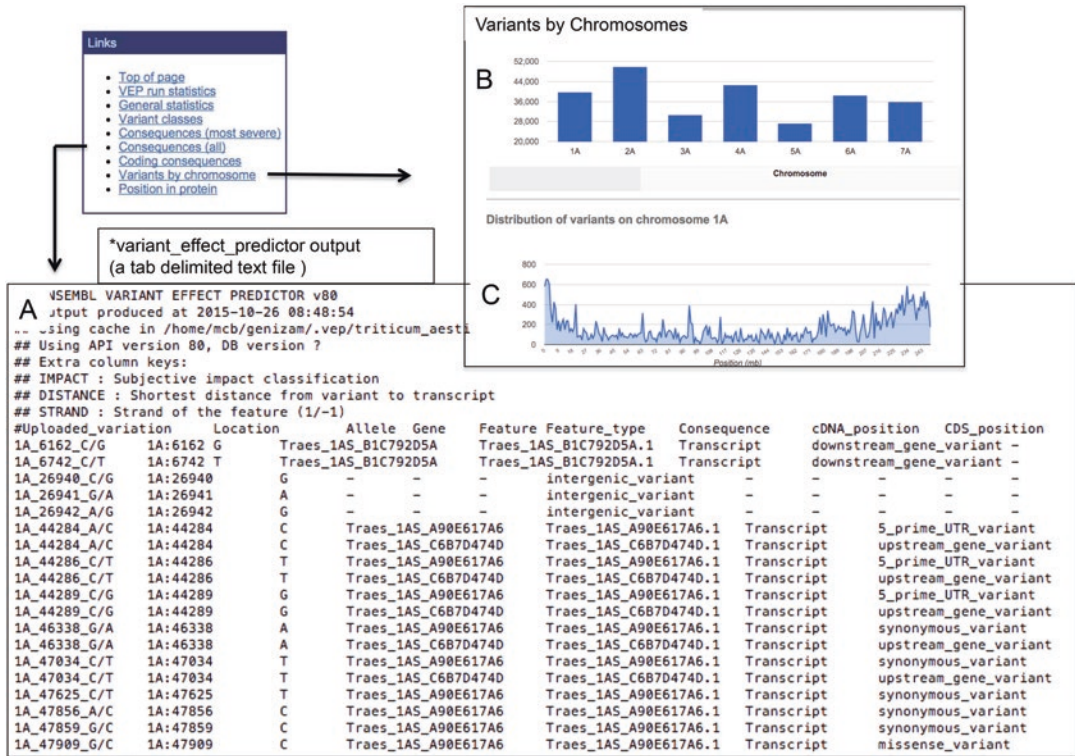 Links
Top of page
VEP run statistics
General statistics
Variant classes
Consequences (most severe)
Consequences (all)
Coding consequences
Variants by chromosome
Position in protein
Variants by Chromosomes
B
52,000
44,000
36,000
28,000
20,000
1A 2A 3A 4A 5A 6A 7A
Chromosome
Distribution of variants on chromosome 1A
C
800
600
400
200
0
Position (mb)
*variant_effect_predictor output
(a tab delimited text file )
A
NSEMBL VARIANT EFFECT PREDICTOR v80
utput produced at 2015-10-26 08:48:54
## Using cache in /home/mcb/genizam/.vep/triticum_aesti
## Using API version 80, DB version ?
## Extra column keys:
## IMPACT : Subjective impact classification
## DISTANCE : Shortest distance from variant to transcript
## STRAND : Strand of the feature (1/-1)
#Uploaded_variation Location Allele Gene Feature Feature_type Consequence cDNA_position CDS_position
1A_6162_C/G 1A:6162 G Traes_1AS_B1C792D5A Traes_1AS_B1C792D5A.1 Transcript downstream_gene_variant -
1A_6742_C/T 1A:6742 T Traes_1AS_B1C792D5A Traes_1AS_B1C792D5A.1 Transcript downstream_gene_variant -
1A_26940_C/G 1A:26940 G - - - intergenic_variant - - - -
1A_26941_G/A 1A:26941 A - - - intergenic_variant - - - -
1A_26942_A/G 1A:26942 G - - - intergenic_variant - - - -
1A_44284_A/C 1A:44284 C Traes_1AS_A90E617A6 Traes_1AS_A90E617A6.1 Transcript 5_prime_UTR_variant
1A_44284_A/C 1A:44284 C Traes_1AS_C6B7D474D Traes_1AS_C6B7D474D.1 Transcript upstream_gene_variant
1A_44286_C/T 1A:44286 T Traes_1AS_A90E617A6 Traes_1AS_A90E617A6.1 Transcript 5_prime_UTR_variant
1A_44286_C/T 1A:44286 T Traes_1AS_C6B7D474D Traes_1AS_C6B7D474D.1 Transcript upstream_gene_variant
1A_44289_C/G 1A:44289 G Traes_1AS_A90E617A6 Traes_1AS_A90E617A6.1 Transcript 5_prime_UTR_variant
1A_44289_C/G 1A:44289 G Traes_1AS_C6B7D474D Traes_1AS_C6B7D474D.1 Transcript upstream_gene_variant
1A_46338_G/A 1A:46338 A Traes_1AS_A90E617A6 Traes_1AS_A90E617A6.1 Transcript synonymous_variant
1A_46338_G/A 1A:46338 A Traes_1AS_C6B7D474D Traes_1AS_C6B7D474D.1 Transcript upstream_gene_variant
1A_47034_C/T 1A:47034 T Traes_1AS_A90E617A6 Traes_1AS_A90E617A6.1 Transcript synonymous_variant
1A_47034_C/T 1A:47034 T Traes_1AS_C6B7D474D Traes_1AS_C6B7D474D.1 Transcript upstream_gene_variant
1A_47625_C/T 1A:47625 T Traes_1AS_A90E617A6 Traes_1AS_A90E617A6.1 Transcript synonymous_variant
1A_47856_A/C 1A:47856 C Traes_1AS_A90E617A6 Traes_1AS_A90E617A6.1 Transcript synonymous_variant
1A_47859_G/C 1A:47859 C Traes_1AS_A90E617A6 Traes_1AS_A90E617A6.1 Transcript synonymous_variant
1A_47909_G/C 1A:47909 C Traes_1AS_A90E617A6 Traes_1AS_A90E617A6.1 Transcript missense_variant